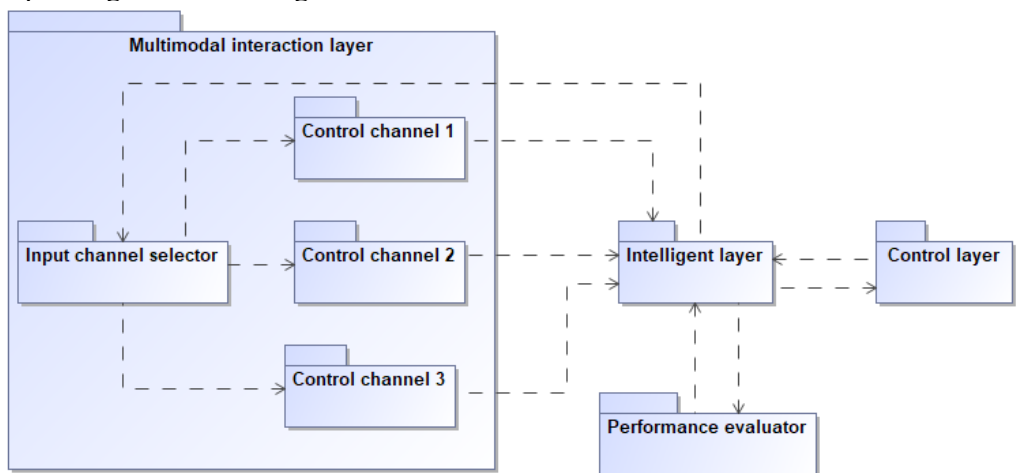 Multimodal interaction layer
Control channel 1
Input channel selector
Control channel 2
Intelligent layer
Control layer
Control channel 3
Performance evaluator